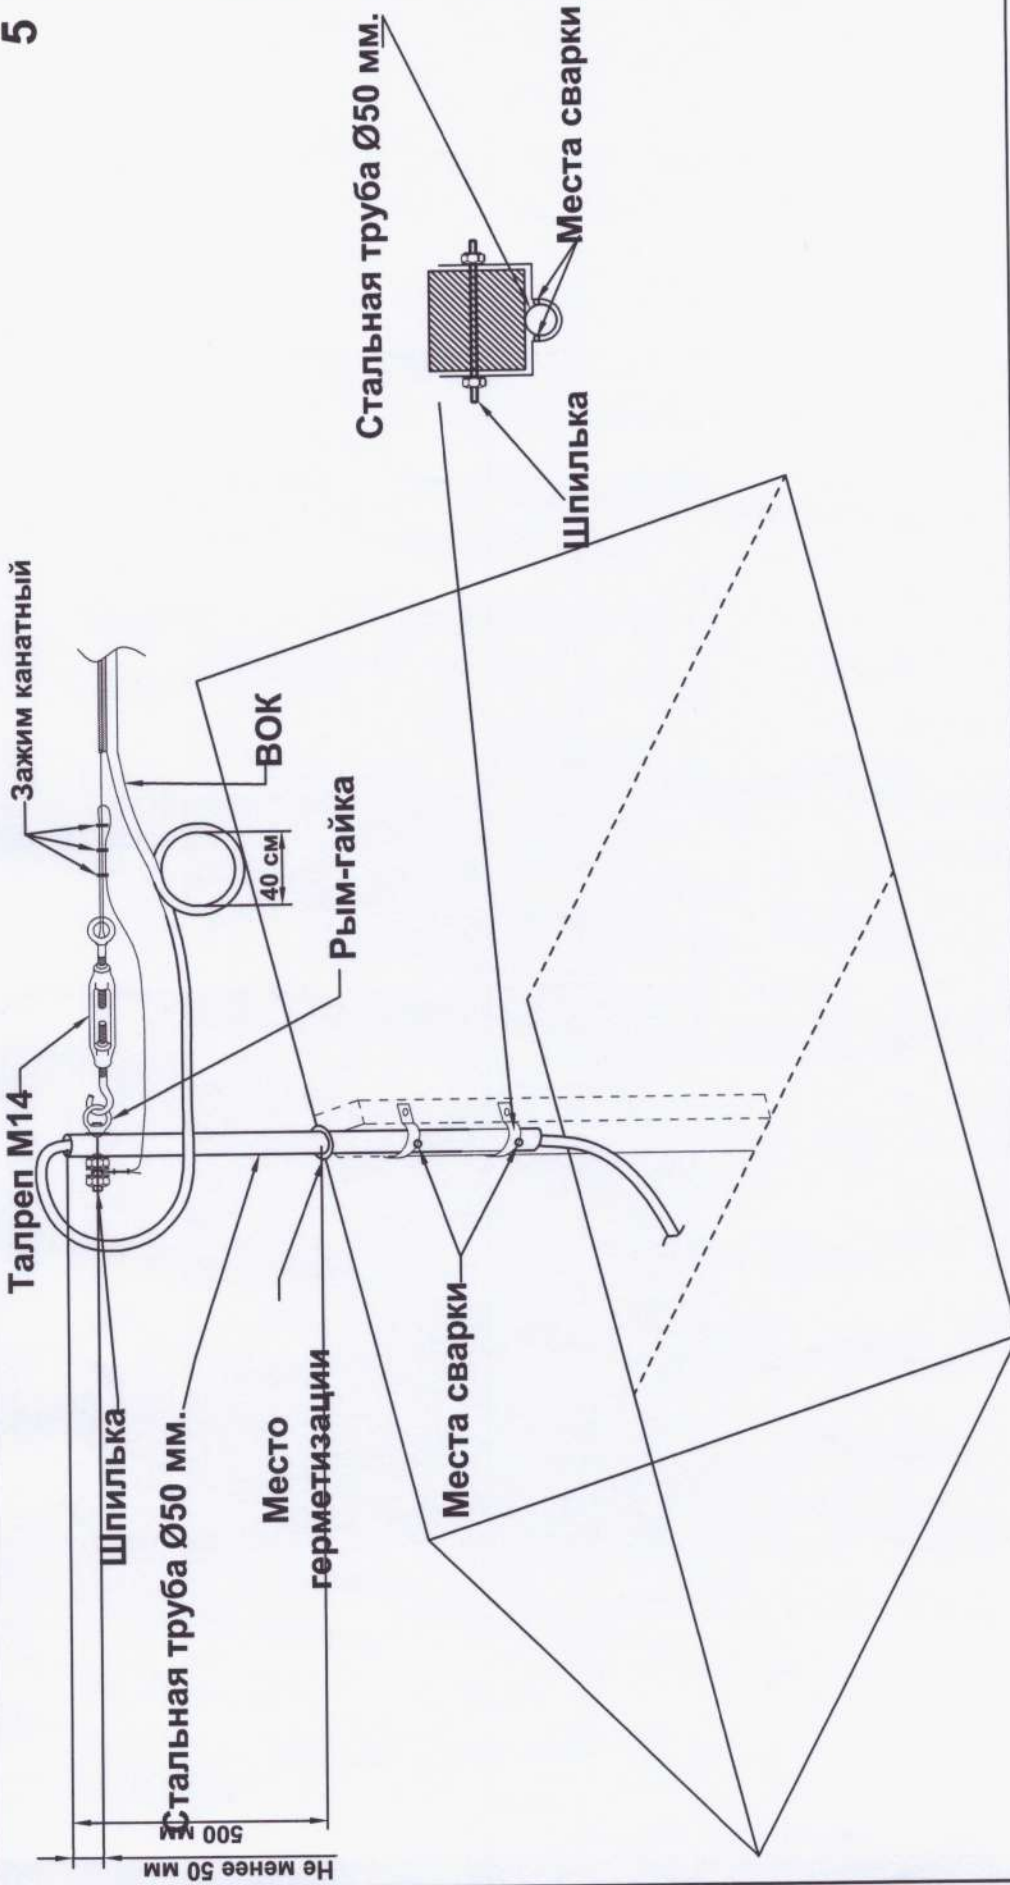 5
Зажим канатный
Талреп М14
ВОК
40 см
Рым-гайка
Шпилька
Стальная труба Ø50 мм.
Место
герметизации
Места сварки
500 мм
Не менее 50 мм
Стальная труба Ø50 мм.
Места сварки
Шпилька